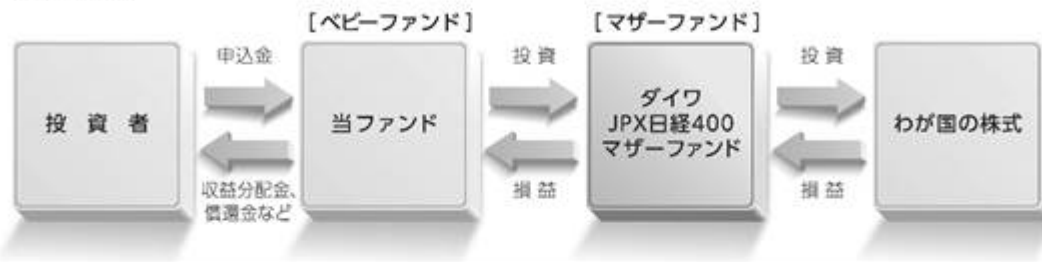 [ベビーファンド]
[マザーファンド]
申込金
投資
投資
投資者
当ファンド
ダイワ
JPX日経400
マザーファンド
わが国の株式
収益分配金、
償還金など
損益
損益